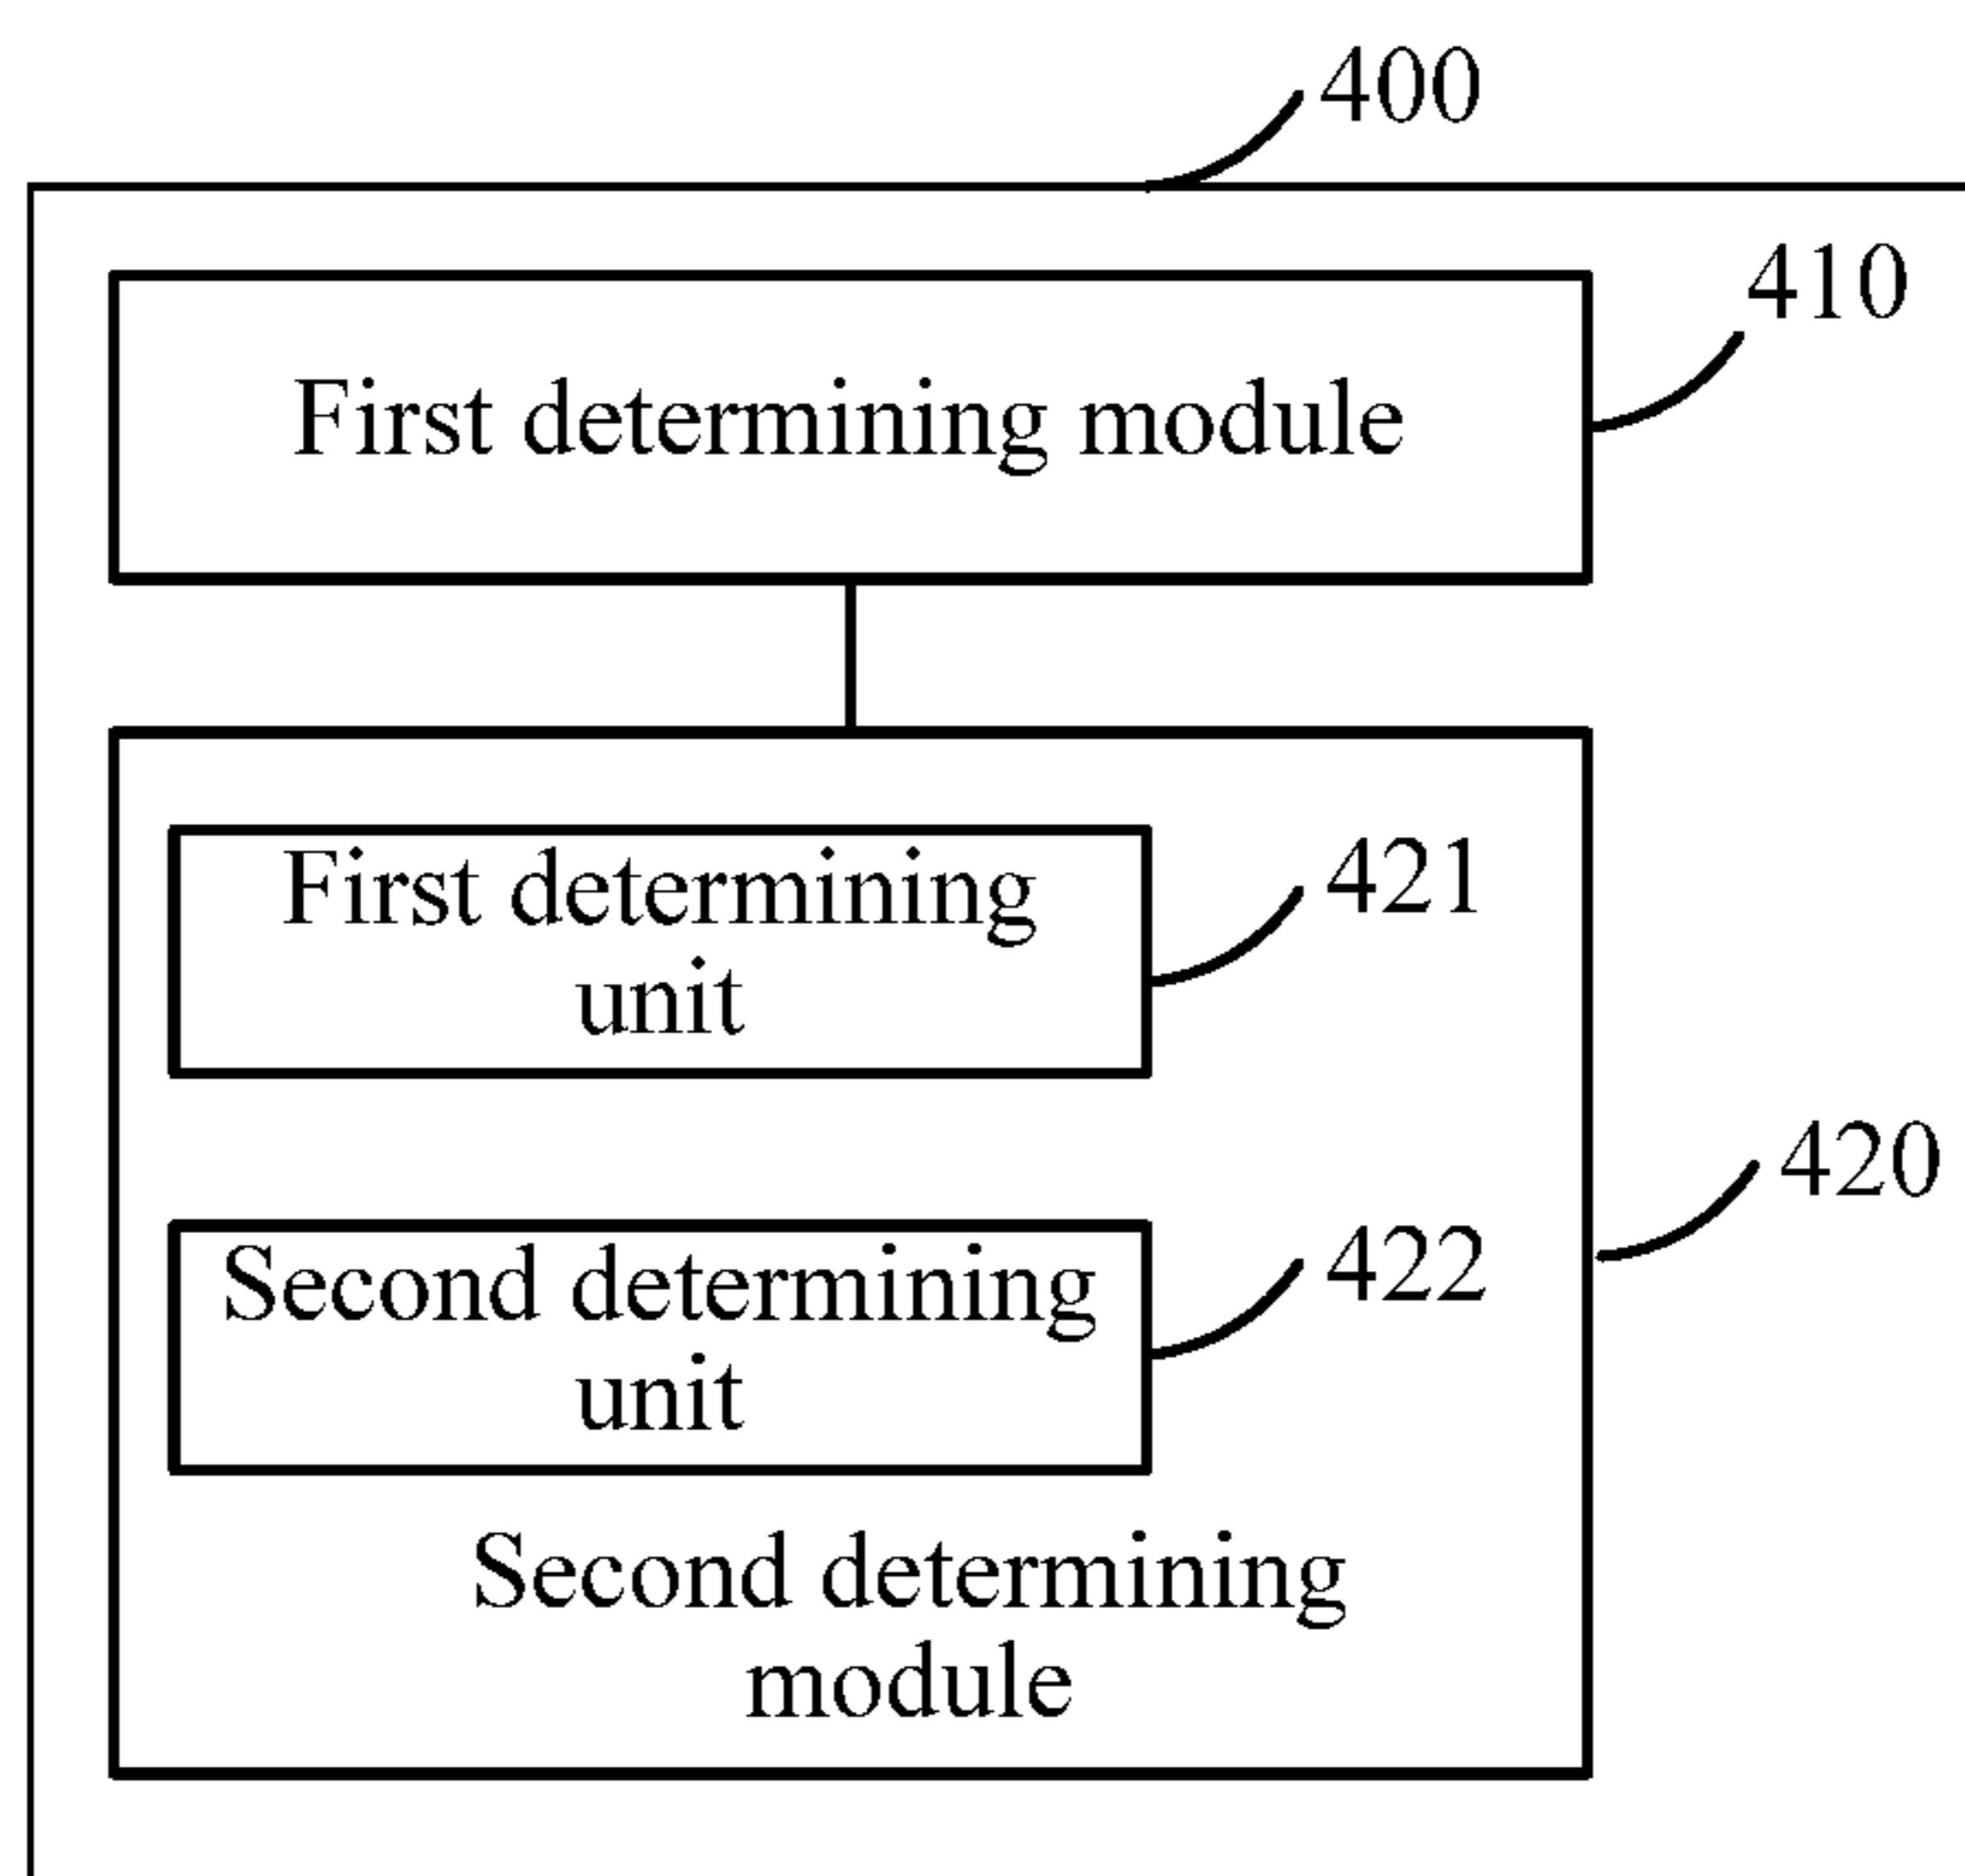 400
410
First determining module
First determining
unit
421
420
Second determining
unit
422
Second determining
module